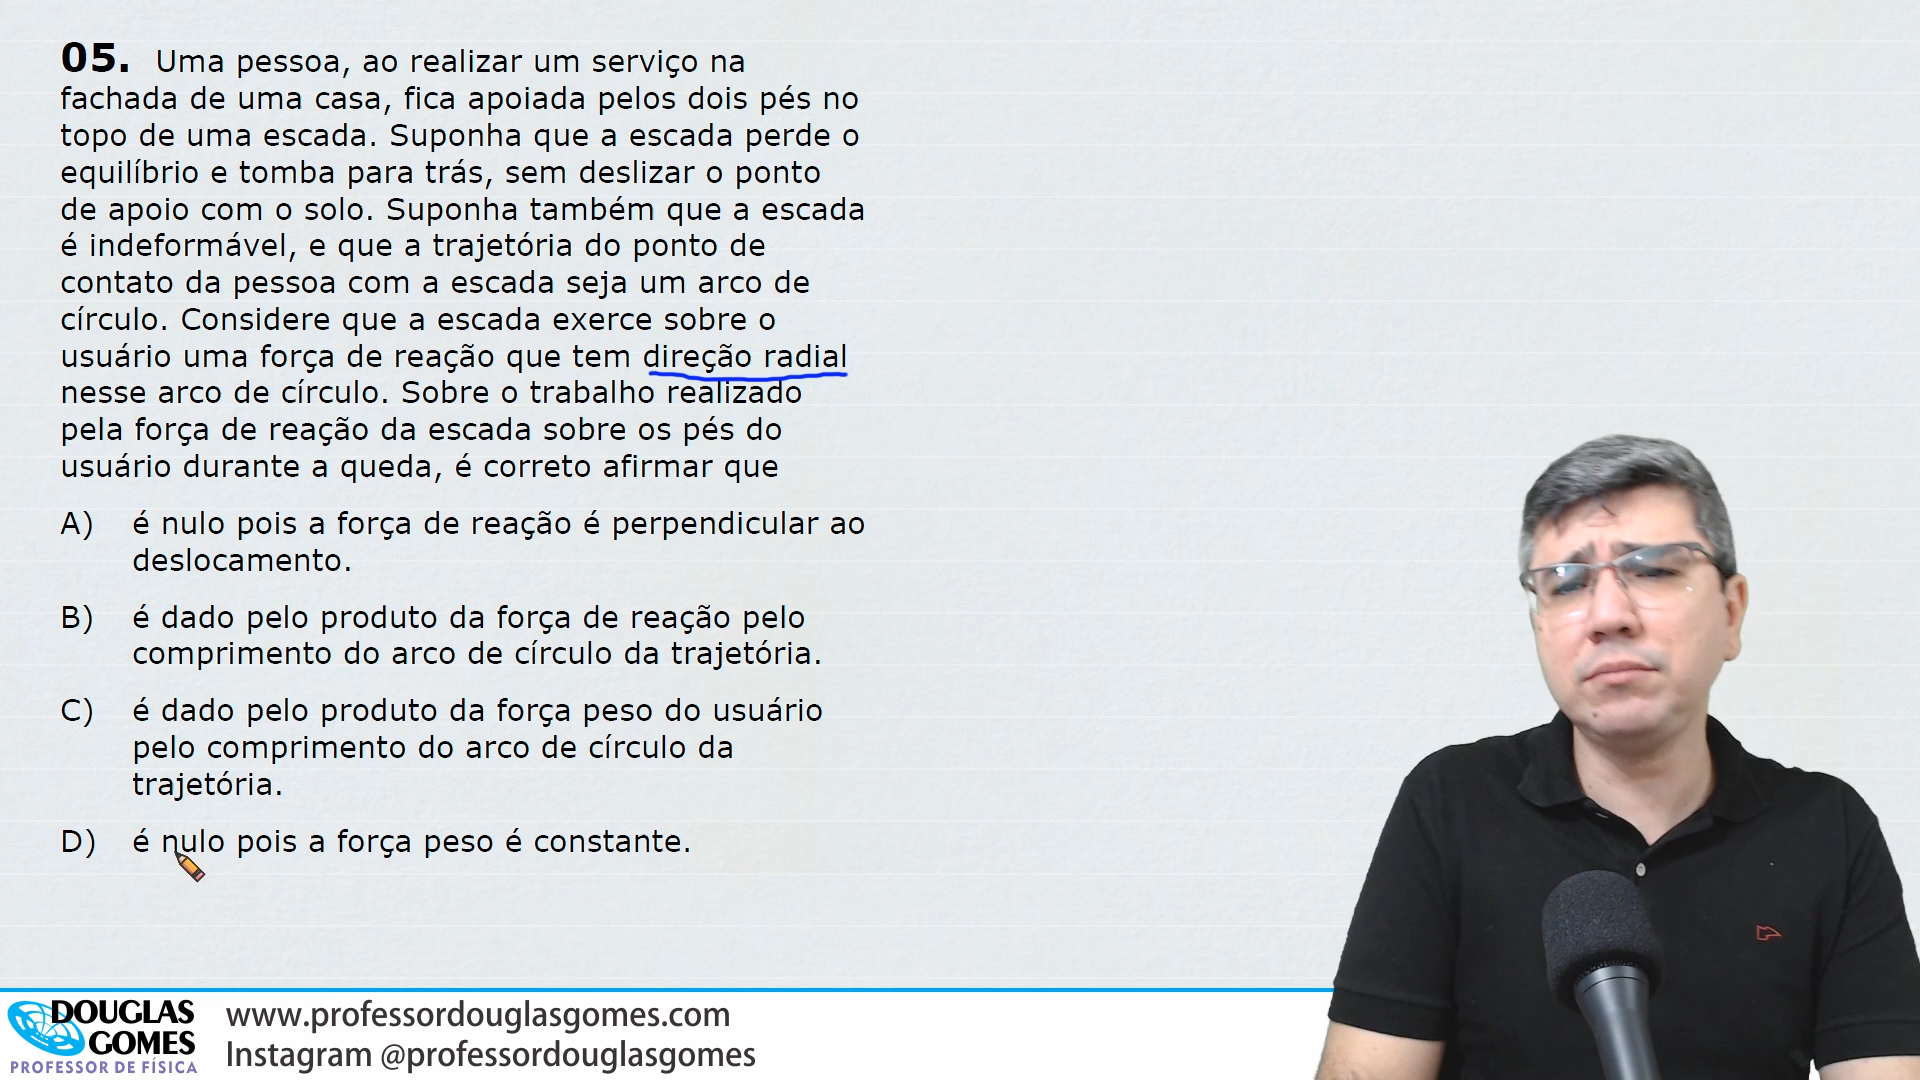 05. Uma pessoa, ao realizar um serviço na
fachada de uma casa, fica apoiada pelos dois pés no
topo de uma escada. Suponha que a escada perde o
equilíbrio e tomba para trás, sem deslizar o ponto
de apoio com o solo. Suponha também que a escada
é indeformável, e que a trajetória do ponto de
contato da pessoa com a escada seja um arco de
círculo. Considere que a escada exerce sobre o
usuário uma força de reação que tem direção radial
nesse arco de círculo. Sobre o trabalho realizado
pela força de reação da escada sobre os pés do
usuário durante a queda, é correto afirmar que
A) é nulo pois a força de reação é perpendicular ao
deslocamento.
B) é dado pelo produto da força de reação pelo
comprimento do arco de círculo da trajetória.
C) é dado pelo produto da força peso do usuário
pelo comprimento do arco de círculo da
trajetória.
D) é nulo pois a força peso é constante.
DOUGLAS
GOMES
PROFESSOR DE FÍSICA
www.professordouglasgomes.com
Instagram @professordouglasgomes